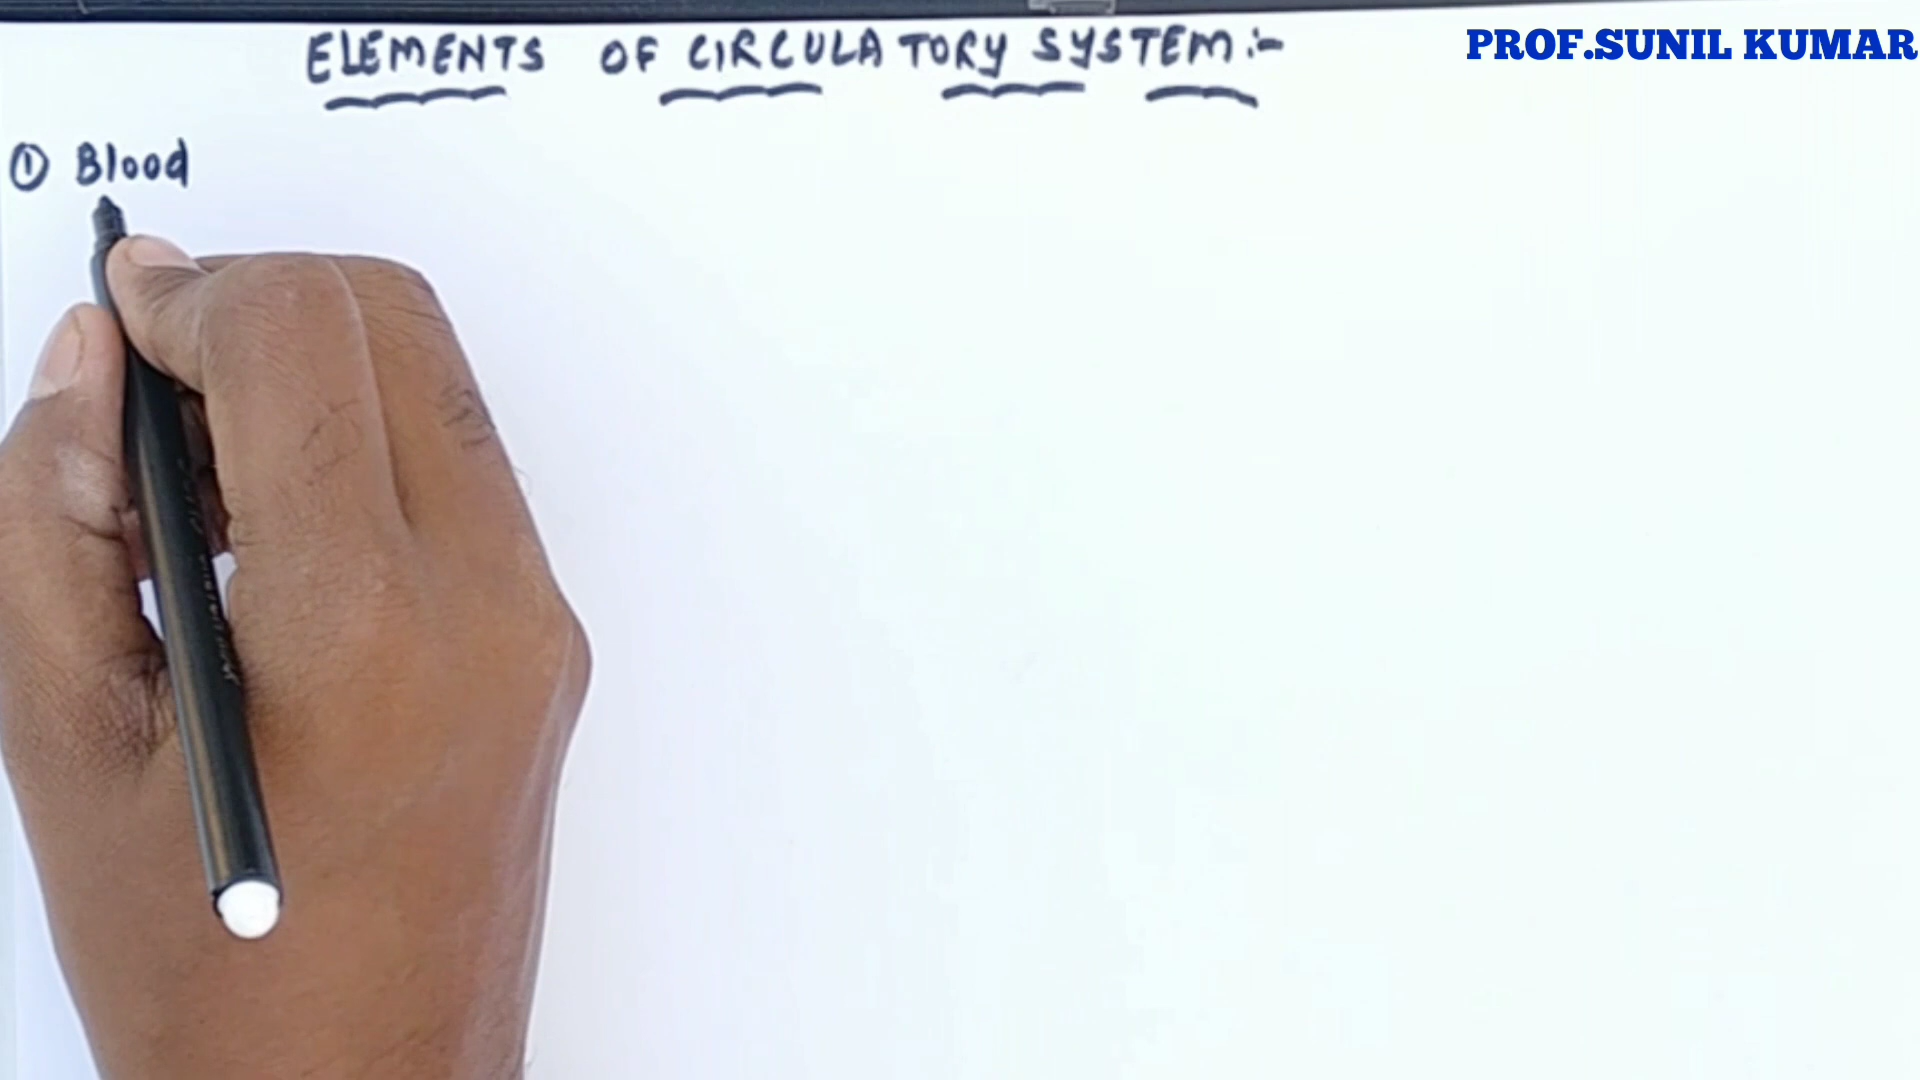 ELEMENTS OF CIRCULATORY SYSTEM:-
PROF.SUNIL KUMAR
① Blood